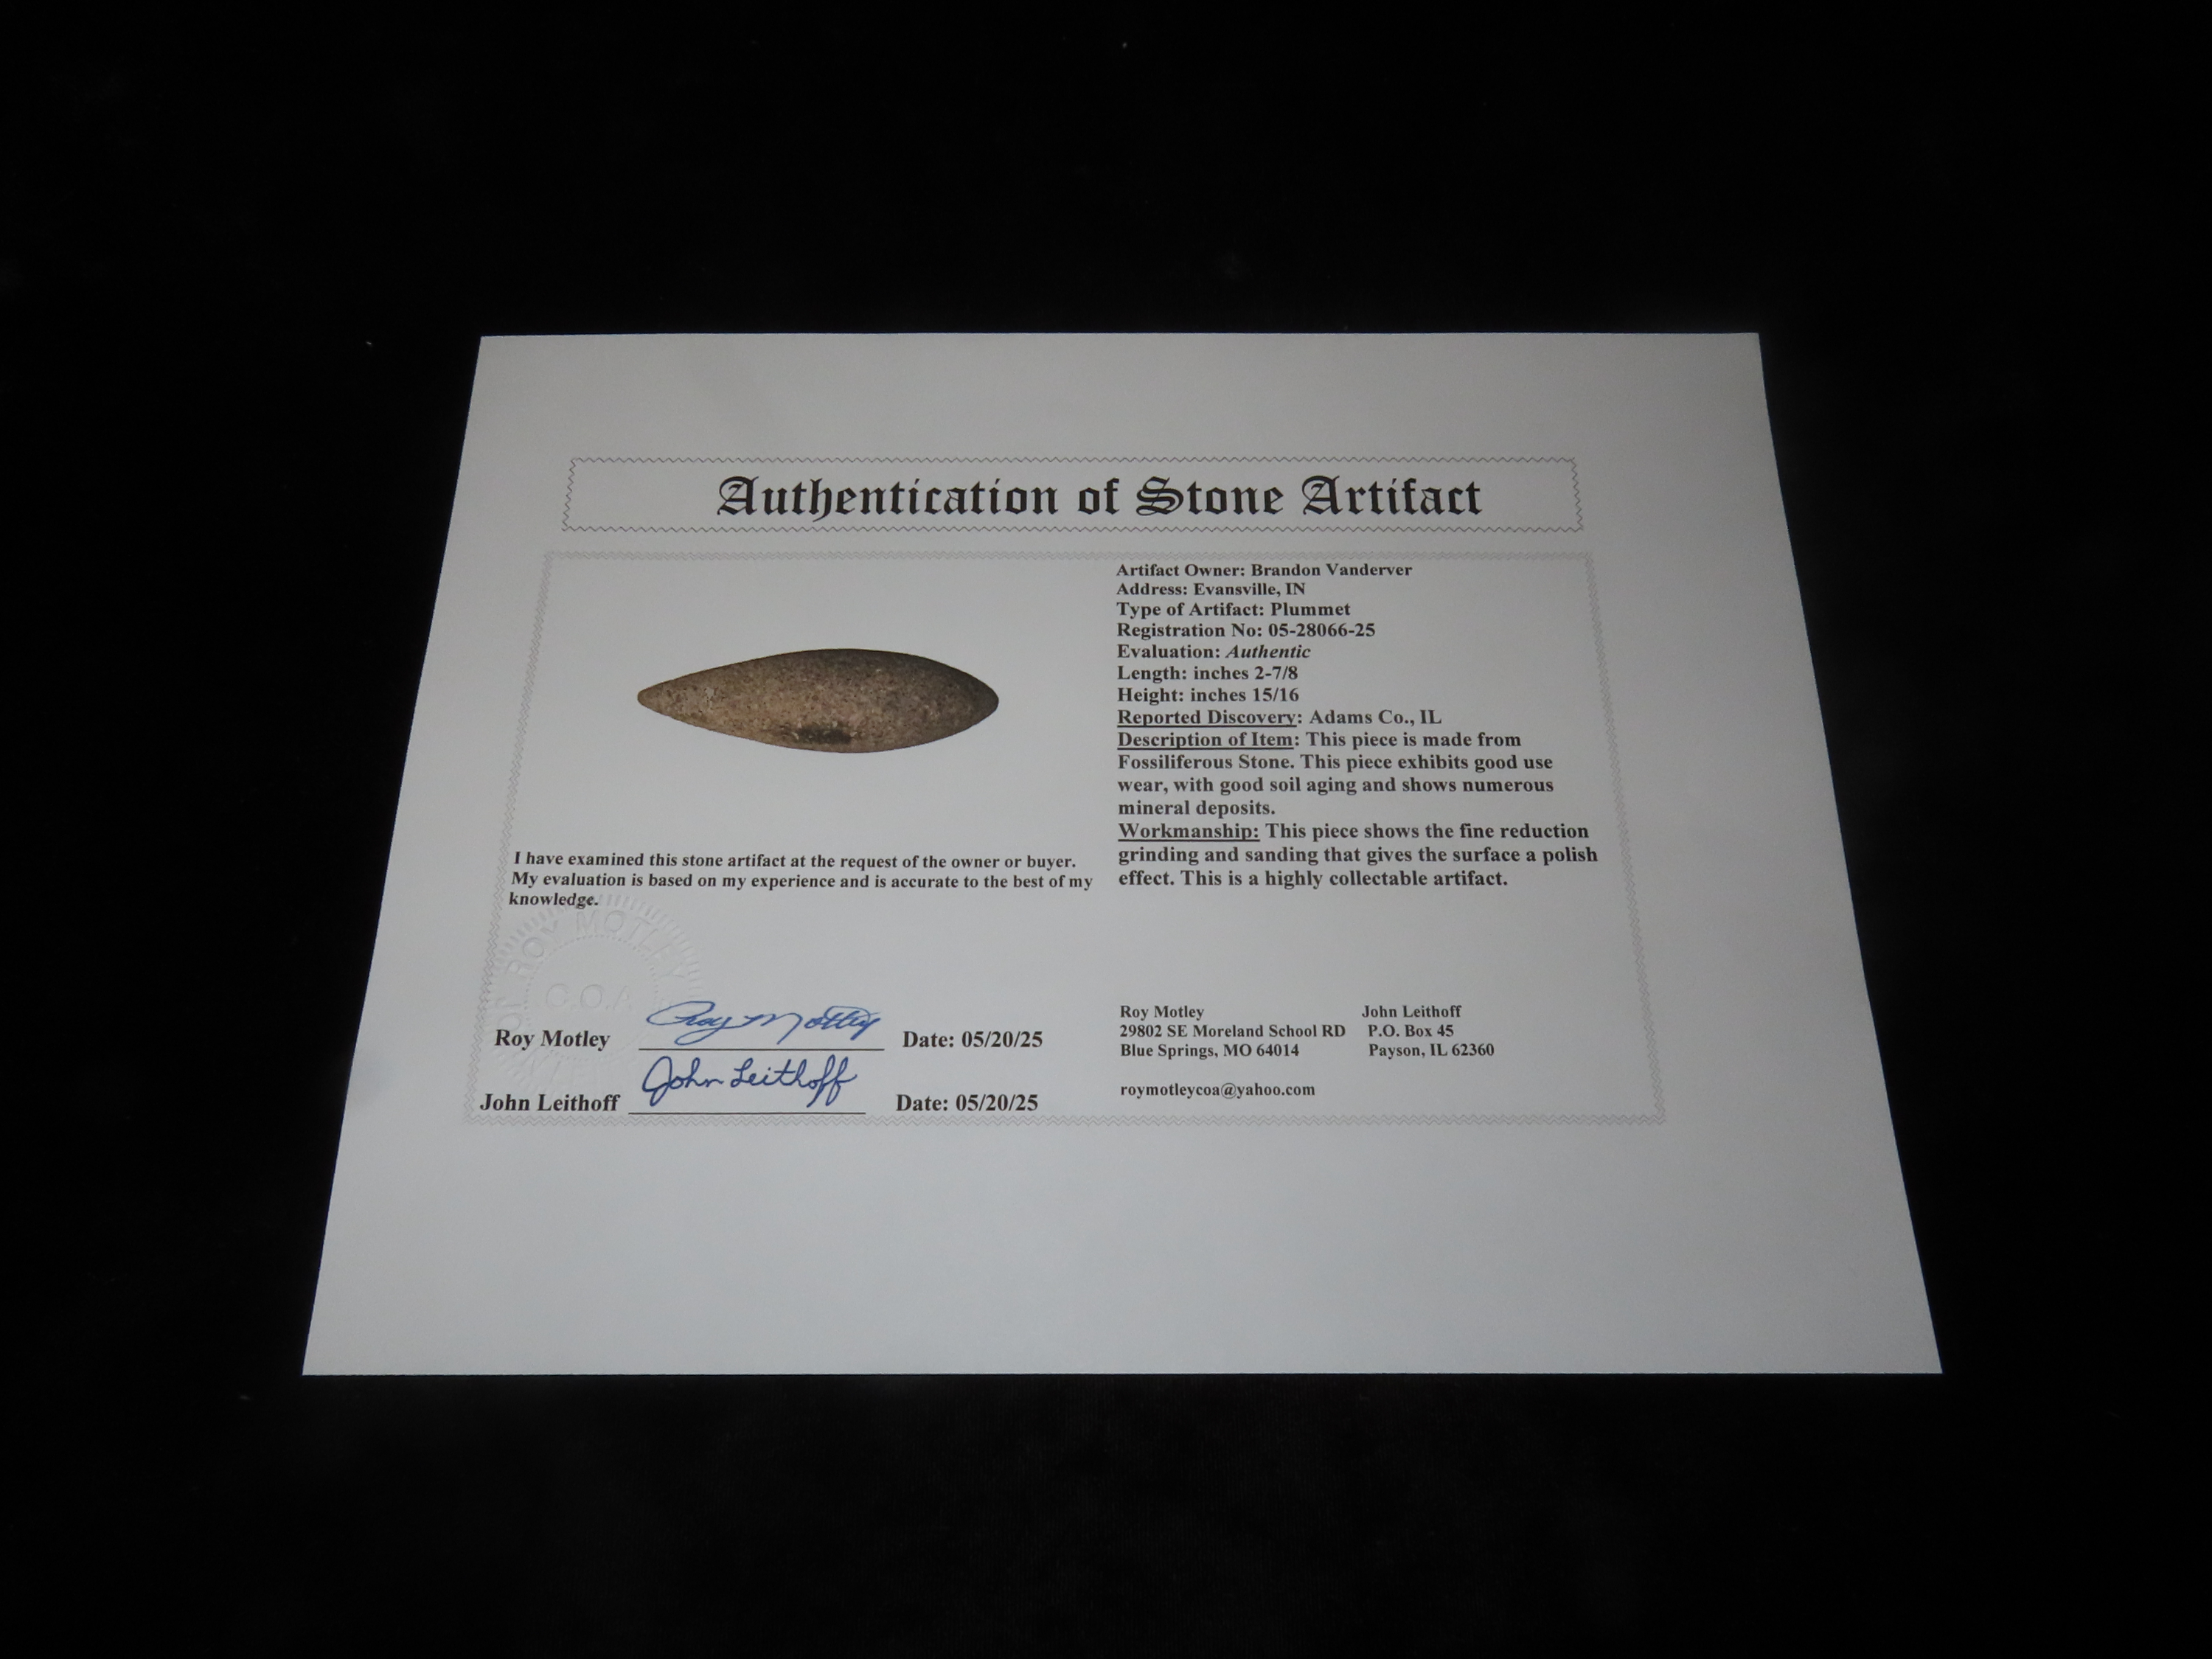 Authentication of Stone Artifact
Artifact Owner: Brandon Vanderver
Address: Evansville, IN
Type of Artifact: Plummet
Registration No: 05-28066-25
Evaluation: Authentic
Length: inches 2-7/8
Height: inches 15/16
Reported Discovery: Adams Co., IL
Description of Item: This piece is made from
Fossiliferous Stone. This piece exhibits good use
wear, with good soil aging and shows numerous
mineral deposits.
Workmanship: This piece shows the fine reduction
grinding and sanding that gives the surface a polish
effect. This is a highly collectable artifact.
I have examined this stone artifact at the request of the owner or buyer.
My evaluation is based on my experience and is accurate to the best of my
knowledge.
ROY MOTLEY
C.O.A
Roy Motley Roy Motley Date: 05/20/25
John Leithoff John Leithoff Date: 05/20/25
Roy Motley
29802 SE Moreland School RD
Blue Springs, MO 64014
roymotleycoa@yahoo.com
John Leithoff
P.O. Box 45
Payson, IL 62360